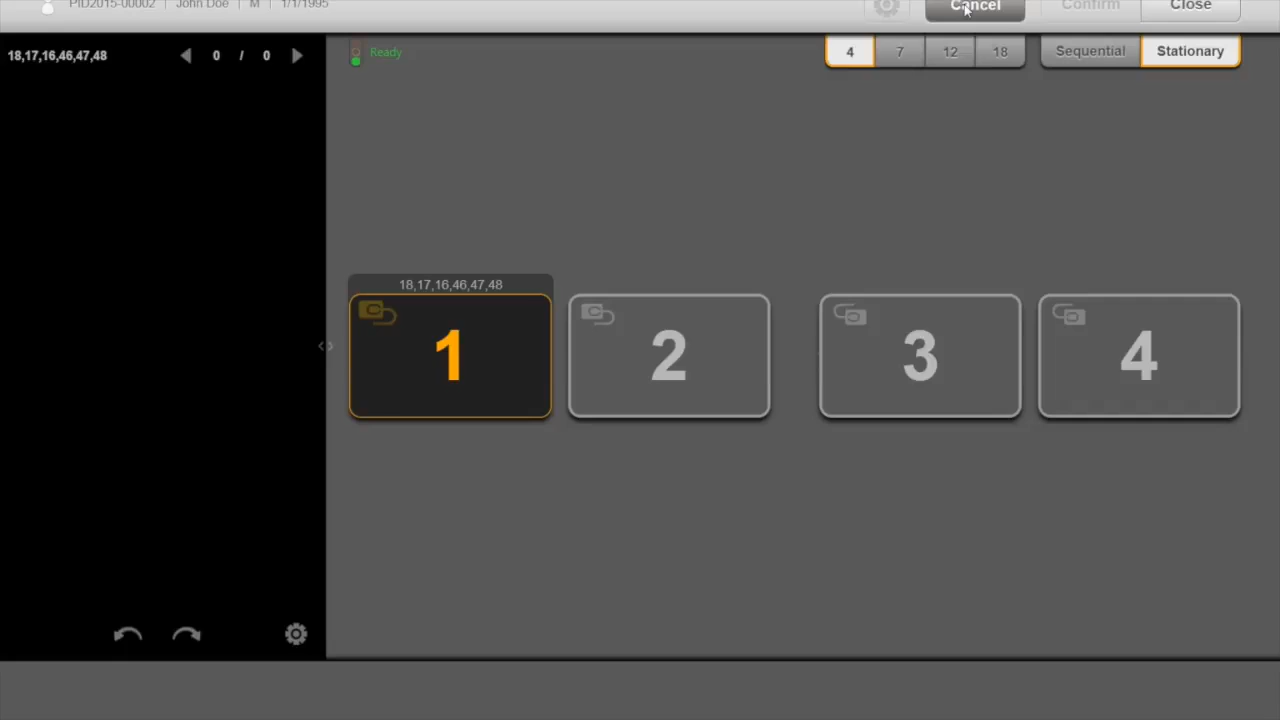 PID2015-00002 | John Doe | M | 1/1/1995
Cancel
Confirm
Close
18,17,16,46,47,48
0 / 0
Ready
4
7
12
18
Sequential
Stationary
18,17,16,46,47,48
1
2
3
4